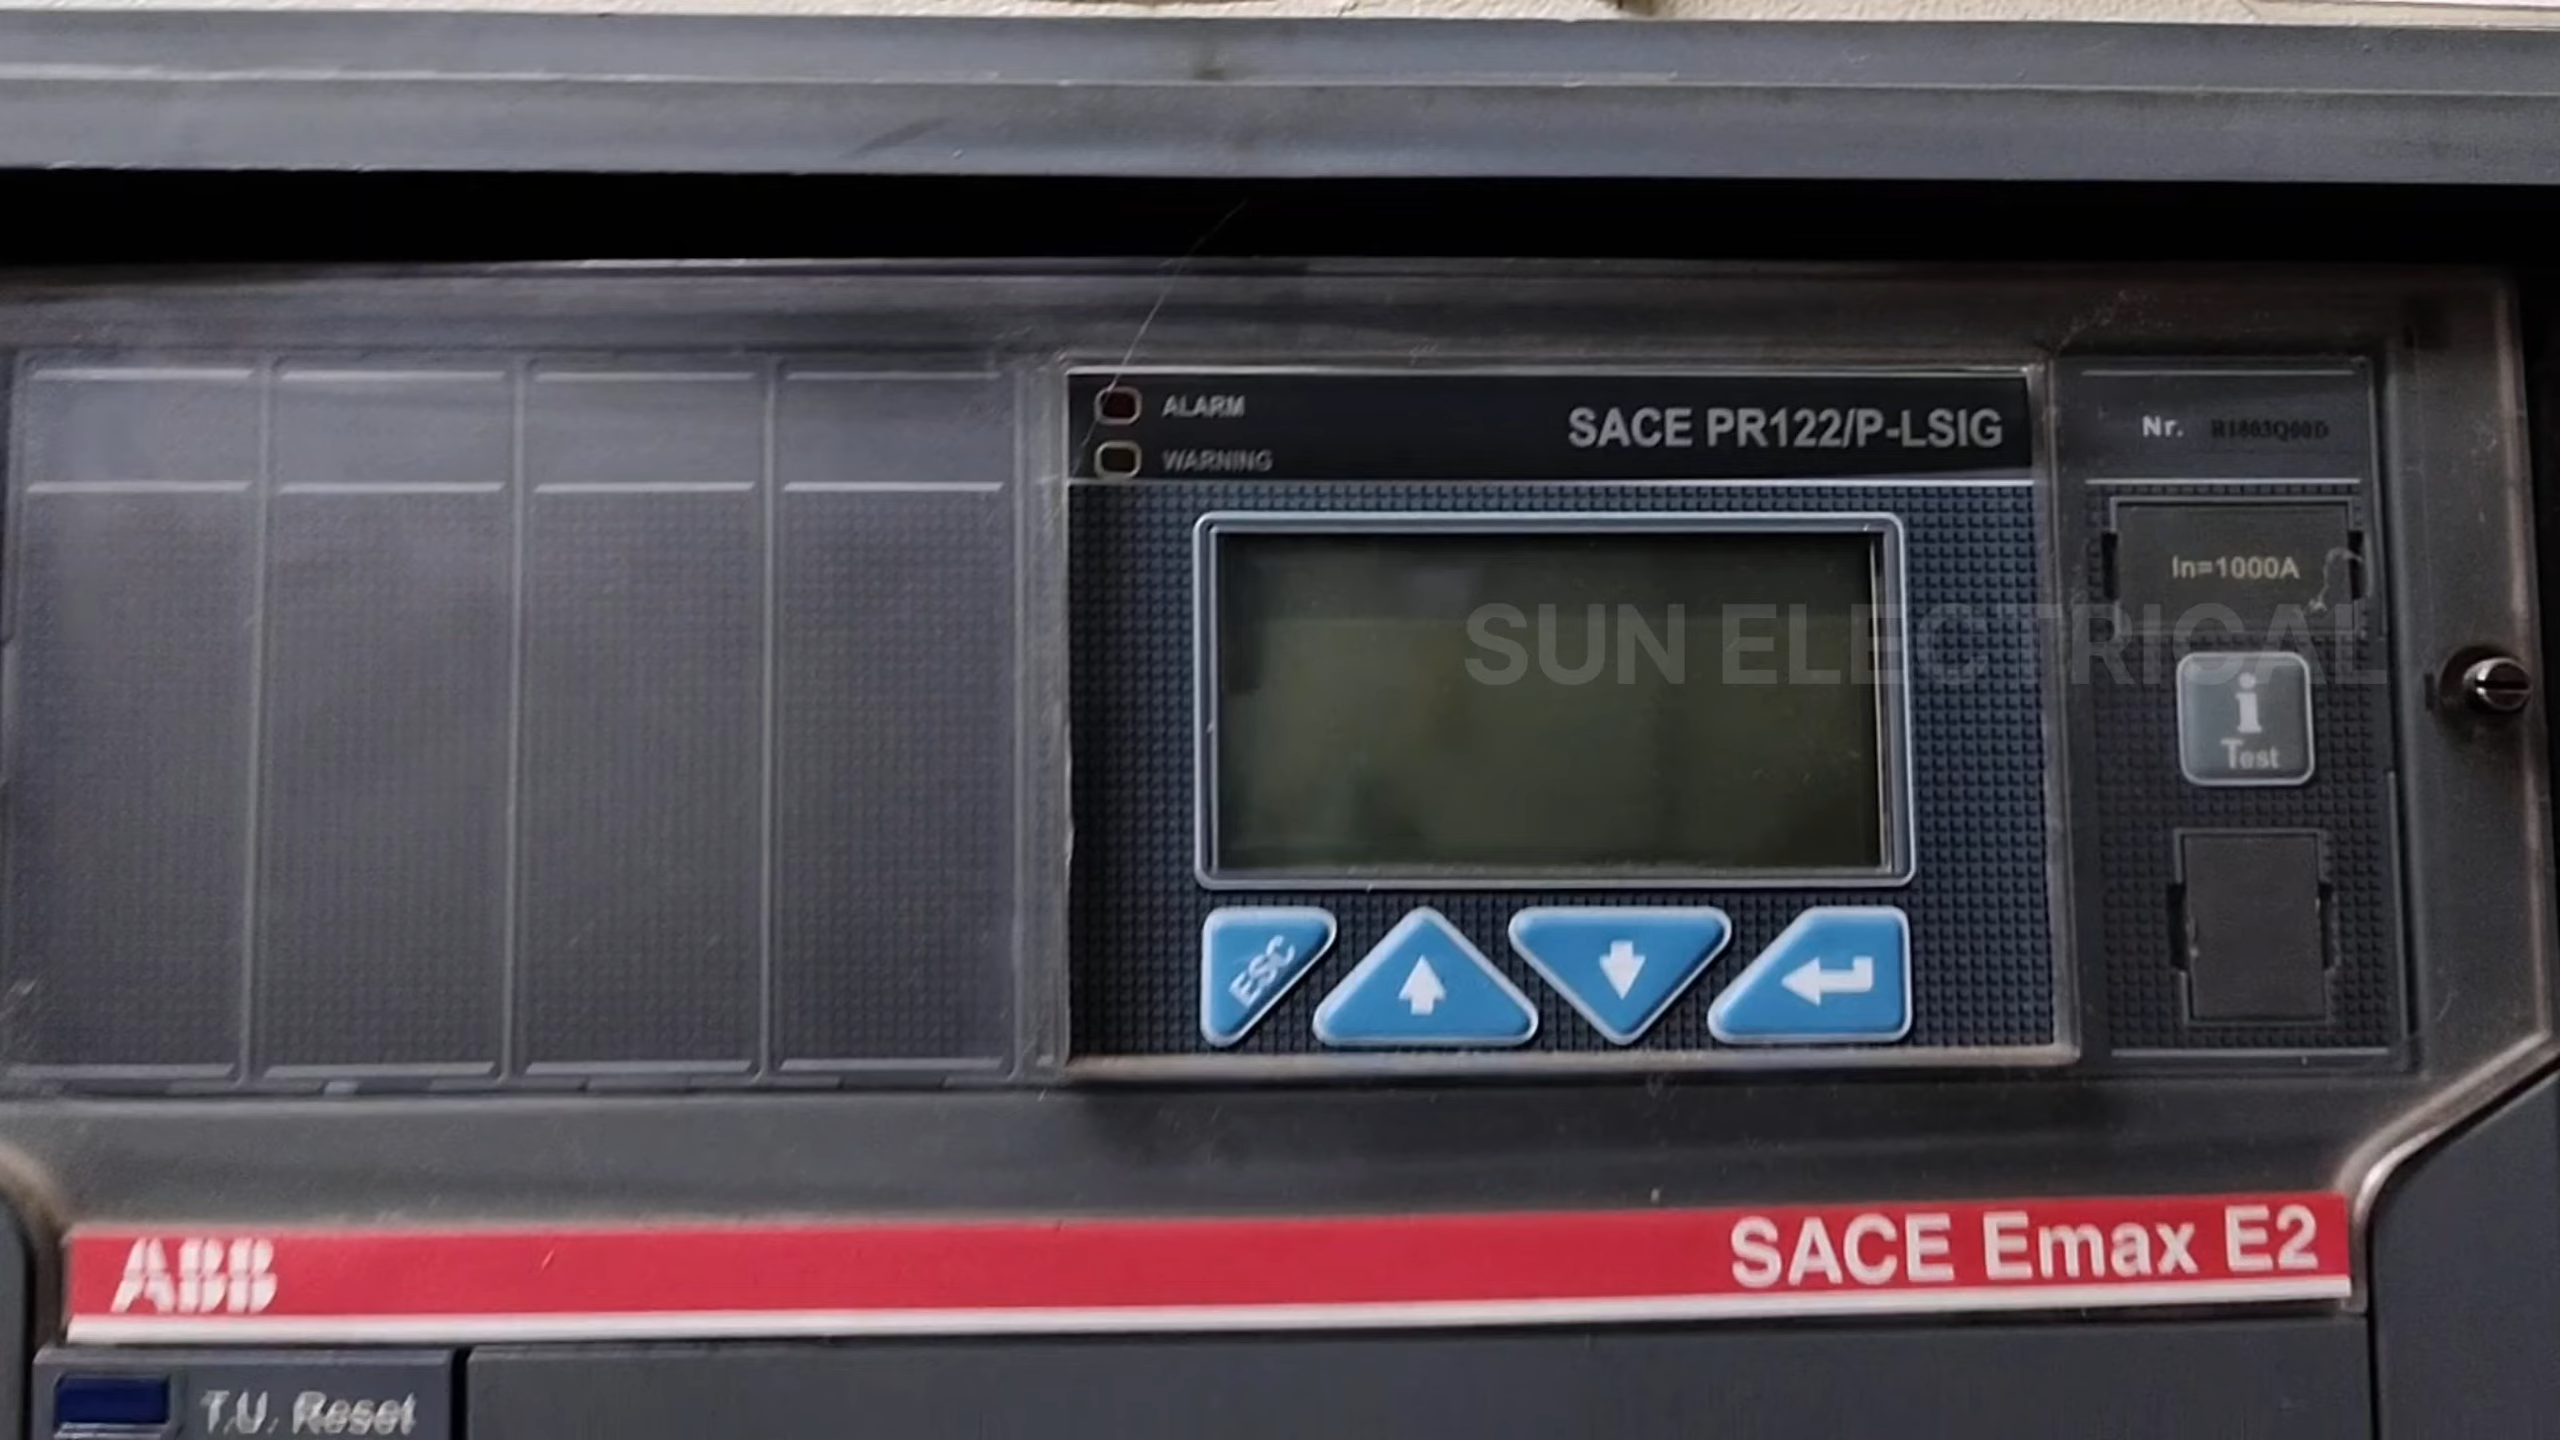 ALARM
SACE PR122/P-LSIG
WARNING
Nr.
In=1000A
SUN ELECTRICAL
i
Test
ESC
ABB
SACE Emax E2
T.U. Reset